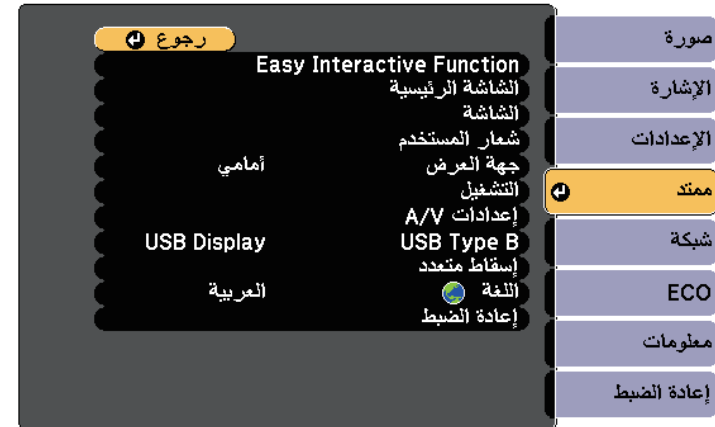 صورة
الإشارة
الإعدادات
ممتد
شبكة
ECO
معلومات
إعادة الضبط
رجوع
Easy Interactive Function
الشاشة الرئيسية
الشاشة
شعار المستخدم
جهة العرض أمامي
التشغيل
إعدادات A/V
USB Type B USB Display
إسقاط متعدد
اللغة العربية
إعادة الضبط